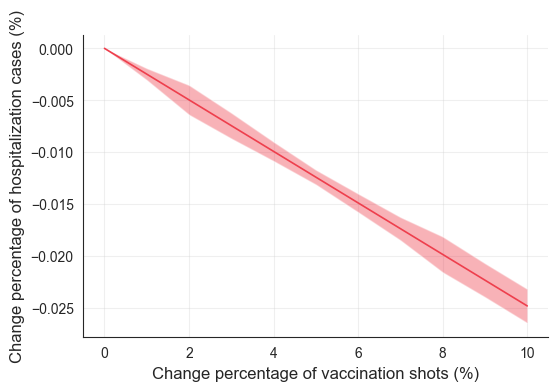 Change percentage of hospitalization cases (%)
0.000
−0.005
−0.010
−0.015
−0.020
−0.025
0 2 4 6 8 10
Change percentage of vaccination shots (%)